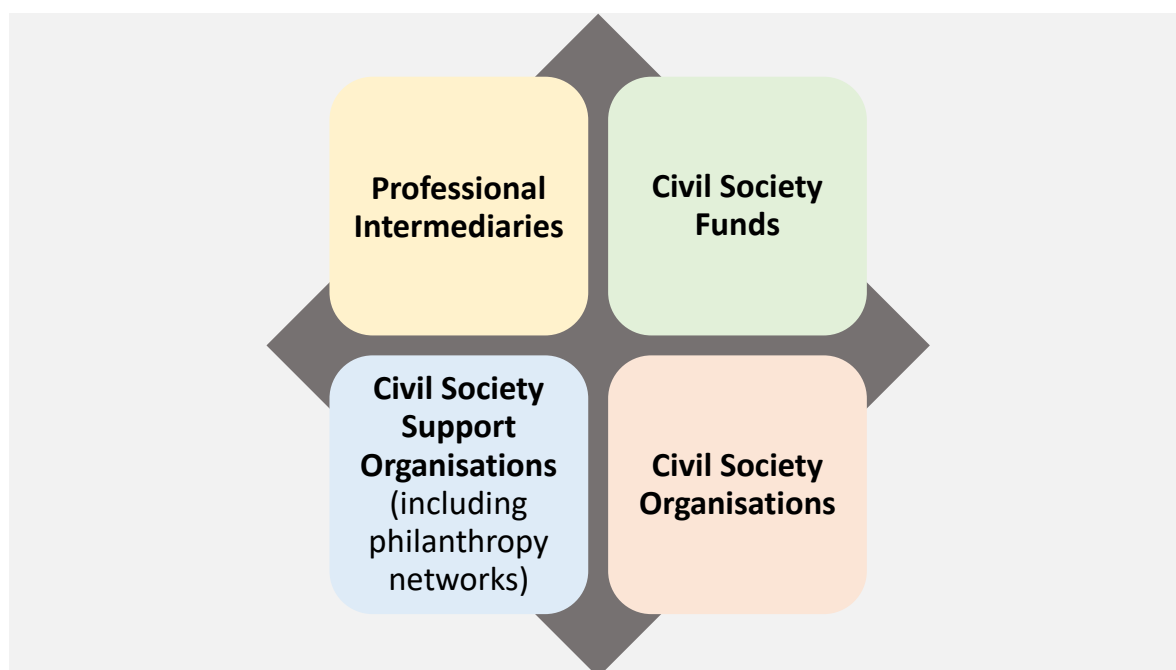 Professional
Intermediaries
Civil Society
Funds
Civil Society
Support
Organisations
(including
philanthropy
networks)
Civil Society
Organisations